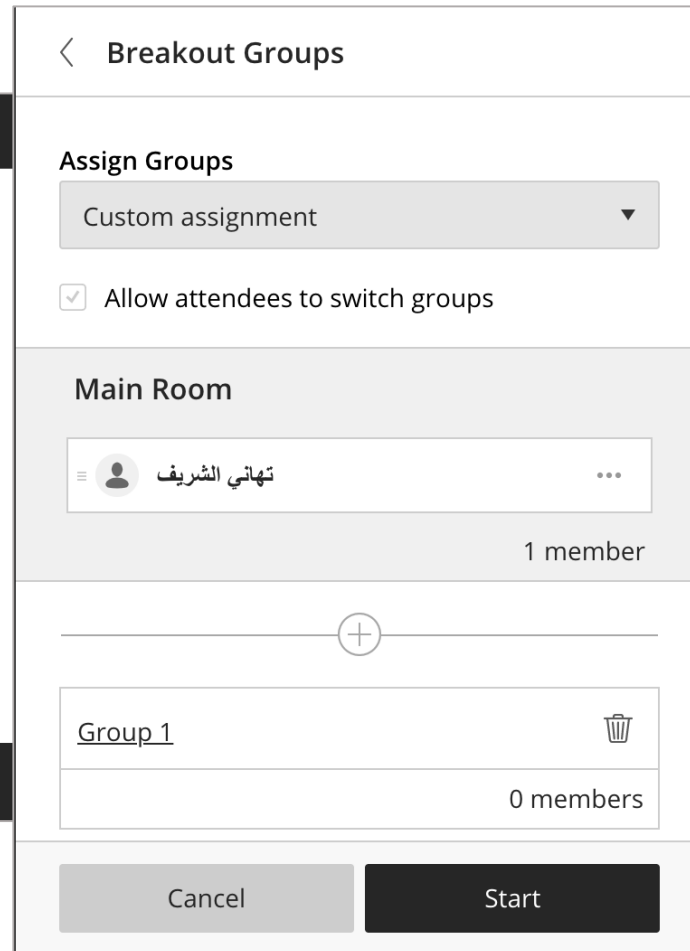 Breakout Groups
Assign Groups
Custom assignment
Allow attendees to switch groups
Main Room
تهاني الشريف
1 member
Group 1
0 members
Cancel
Start